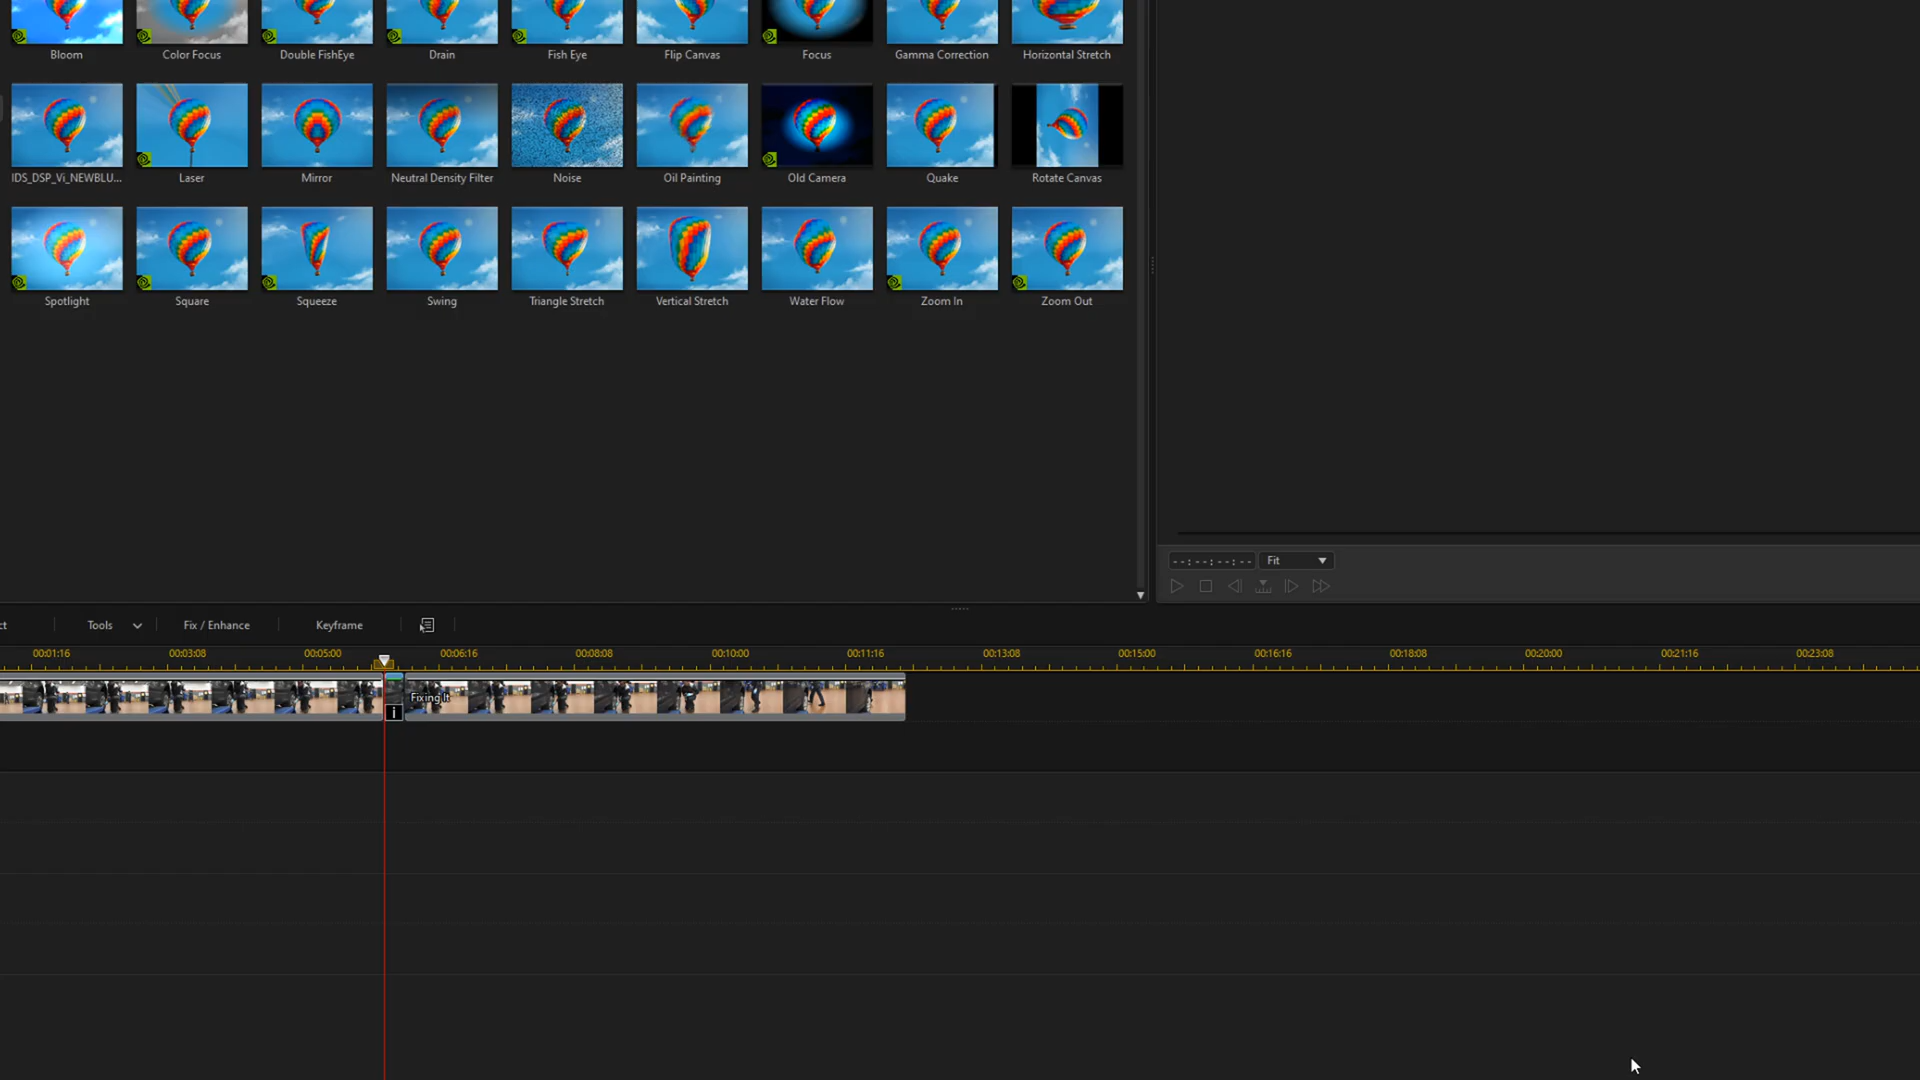 Bloom
Color Focus
Double FishEye
Drain
Fish Eye
Flip Canvas
Focus
Gamma Correction
Horizontal Stretch
IDS_DSP_Vi_NEWBLU...
Laser
Mirror
Neutral Density Filter
Noise
Oil Painting
Old Camera
Quake
Rotate Canvas
Spotlight
Square
Squeeze
Swing
Triangle Stretch
Vertical Stretch
Water Flow
Zoom In
Zoom Out
--:--:--:--
Fit
ct
Tools
Fix / Enhance
Keyframe
00:01:16
00:03:08
00:05:00
00:06:16
00:08:08
00:10:00
00:11:16
00:13:08
00:15:00
00:16:16
00:18:08
00:20:00
00:21:16
00:23:08
i
Fixing It